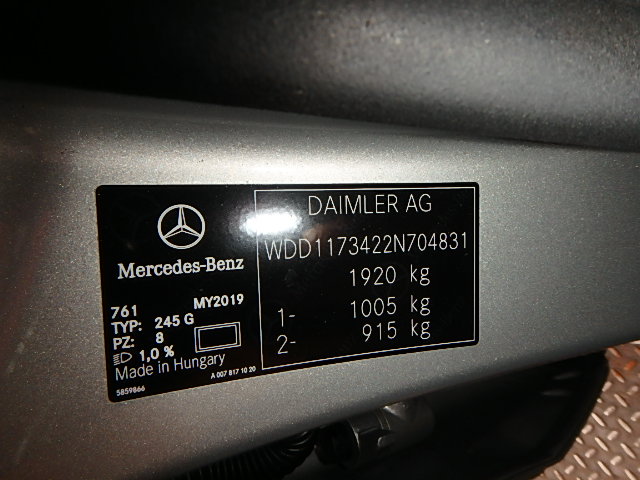 Mercedes-Benz
761 MY2019
TYP: 245 G
PZ: 8
1,0 %
Made in Hungary
5859866 A 007 817 10 20
DAIMLER AG
WDD1173422N704831
1920 kg
1- 1005 kg
2- 915 kg